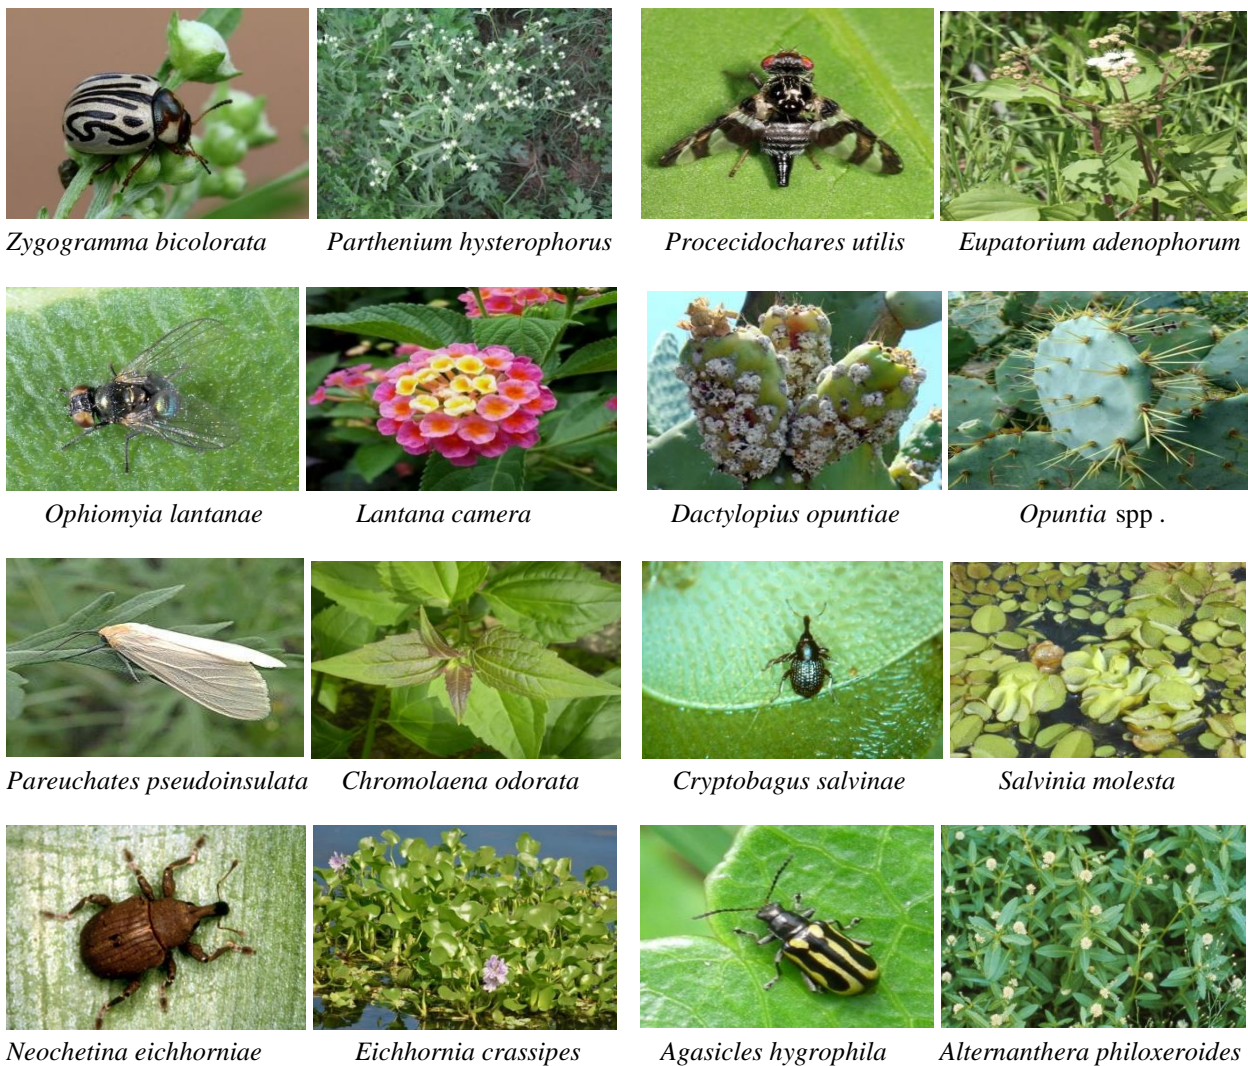 Zygogramma bicolorata Parthenium hysterophorus Procecidochares utilis Eupatorium adenophorum
Ophiomyia lantanae Lantana camera Dactylopius opuntiae Opuntia spp .
Pareuchates pseudoinsulata Chromolaena odorata Cryptobagus salvinae Salvinia molesta
Neochetina eichhorniae Eichhornia crassipes Agasicles hygrophila Alternanthera philoxeroides